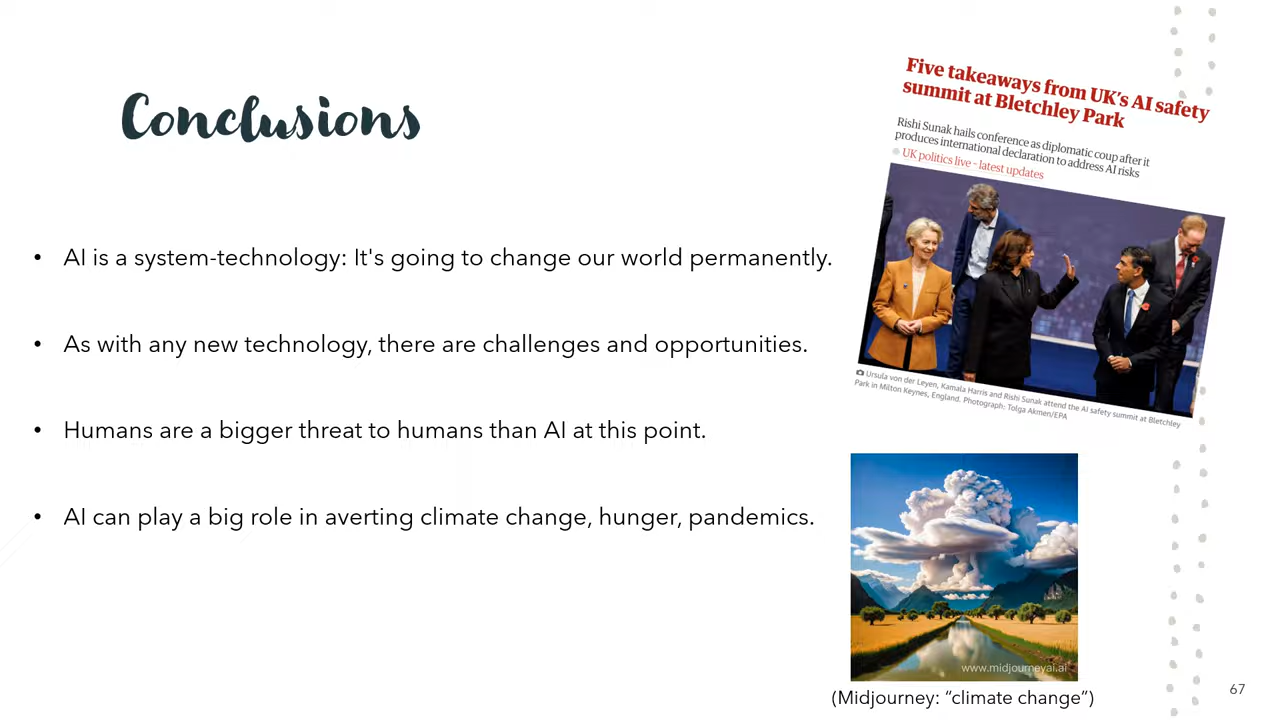 Conclusions
• AI is a system-technology: It's going to change our world permanently.
• As with any new technology, there are challenges and opportunities.
• Humans are a bigger threat to humans than AI at this point.
• AI can play a big role in averting climate change, hunger, pandemics.
Five takeaways from UK’s AI safety
summit at Bletchley Park
Rishi Sunak hails conference as diplomatic coup after it
produces international declaration to address AI risks
UK politics live – latest updates
Ursula von der Leyen, Kamala Harris and Rishi Sunak attend the AI safety summit at Bletchley
Park in Milton Keynes, England. Photograph: Tolga Akmen/EPA
www.midjourneyai.ai
(Midjourney: “climate change”)
67